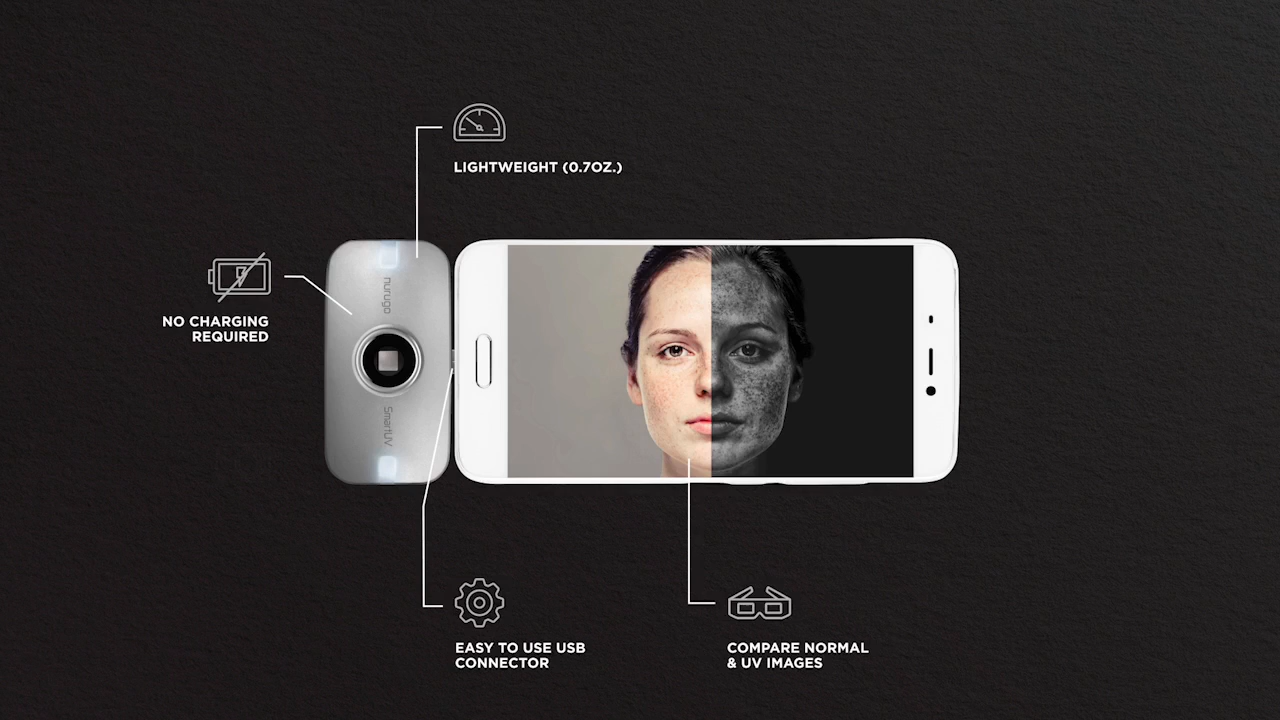 LIGHTWEIGHT (0.7OZ.)
NO CHARGING
REQUIRED
nurugo
SmartUV
EASY TO USE USB
CONNECTOR
COMPARE NORMAL
& UV IMAGES